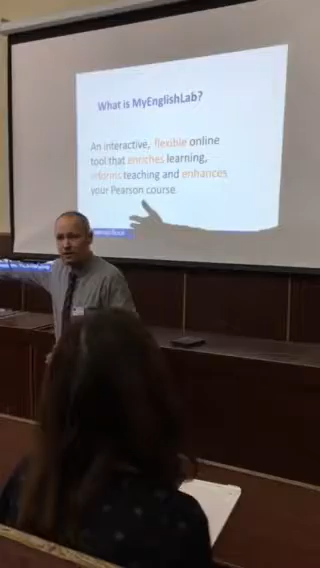 What is MyEnglishLab?
An interactive, flexible online
tool that enriches learning,
informs teaching and enhances
your Pearson course.